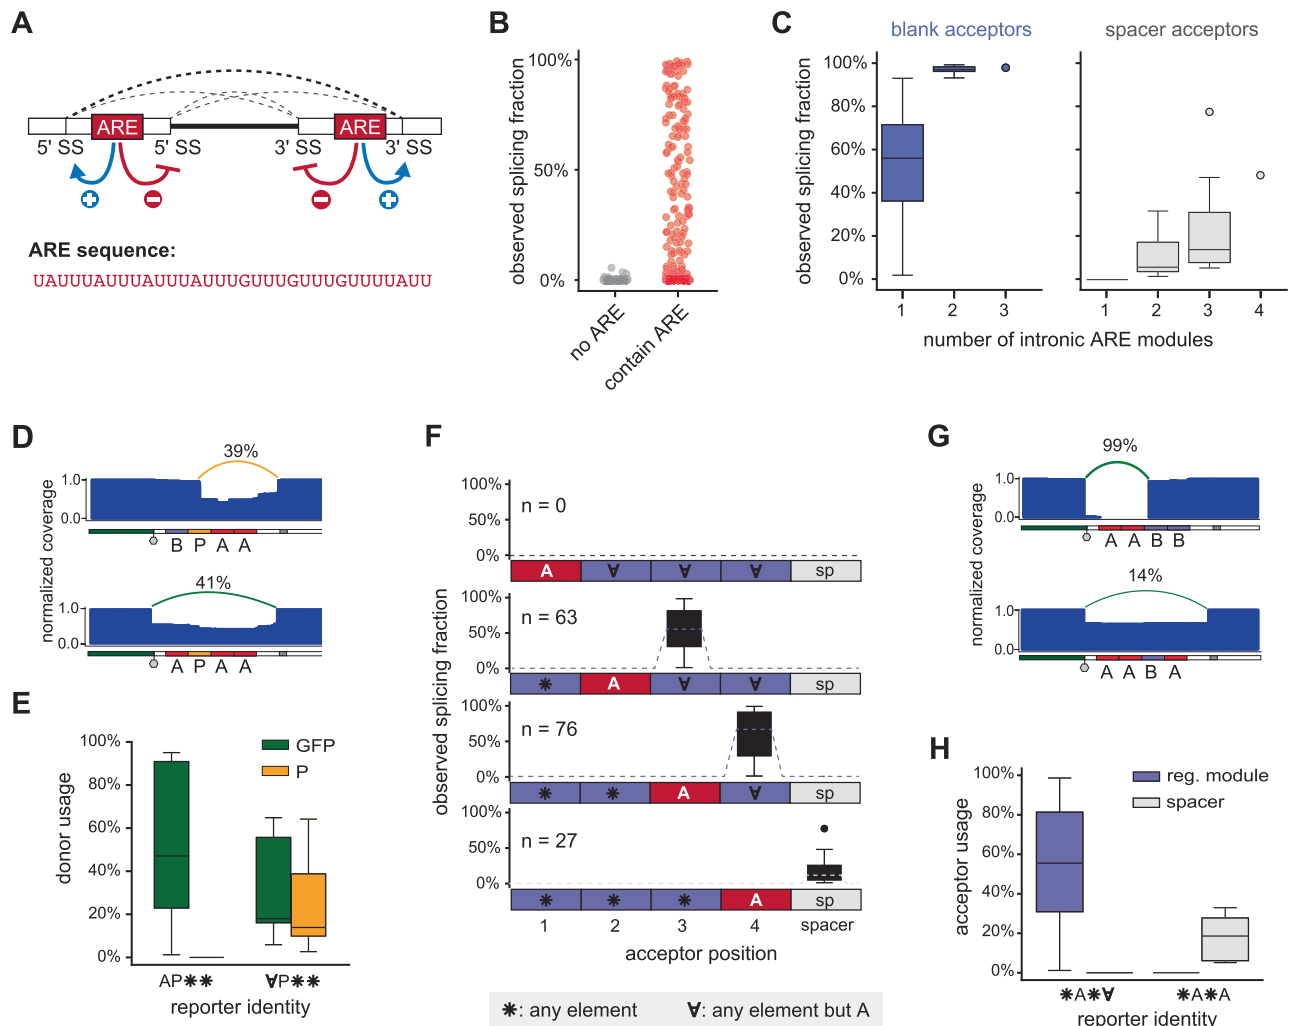 A
ARE
ARE
5' SS
5' SS
3' SS
3' SS
ARE sequence:
UAUUUAUUUAUUUAUUUGUUUGUUUGUUUUAUU
B
observed splicing fraction
100%
50%
0%
no ARE
contain ARE
C
blank acceptors
spacer acceptors
observed splicing fraction
100%
80%
60%
40%
20%
0%
1 2 3
1 2 3 4
number of intronic ARE modules
D
normalized coverage
39%
1.0
0.0
B P A A
41%
1.0
0.0
A P A A
E
donor usage
100%
80%
60%
40%
20%
0%
GFP
P
AP✱✱
∀P✱✱
reporter identity
F
observed splicing fraction
100%
50%
0%
n = 0
A ∀ ∀ ∀ sp
100%
50%
0%
n = 63
✱ A ∀ ∀ sp
100%
50%
0%
n = 76
✱ ✱ A ∀ sp
100%
50%
0%
n = 27
✱ ✱ ✱ A sp
1 2 3 4 spacer
acceptor position
✱: any element ∀: any element but A
G
normalized coverage
99%
1.0
0.0
A A B B
14%
1.0
0.0
A A B A
H
acceptor usage
100%
80%
60%
40%
20%
0%
reg. module
spacer
✱A✱∀
✱A✱A
reporter identity